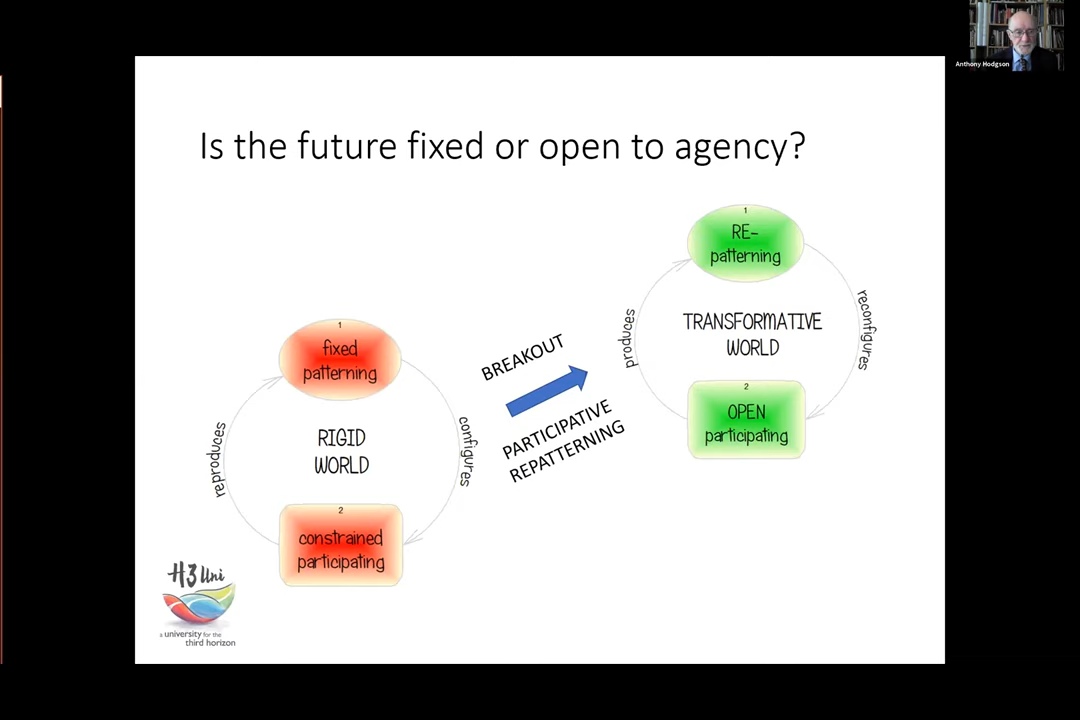 Anthony Hodgson
Is the future fixed or open to agency?
1
fixed
patterning
reproduces
RIGID
WORLD
configures
2
constrained
participating
BREAKOUT
PARTICIPATIVE
REPATTERNING
1
RE-
patterning
produces
TRANSFORMATIVE
WORLD
reconfigures
2
OPEN
participating
H3Uni
a university for the
third horizon